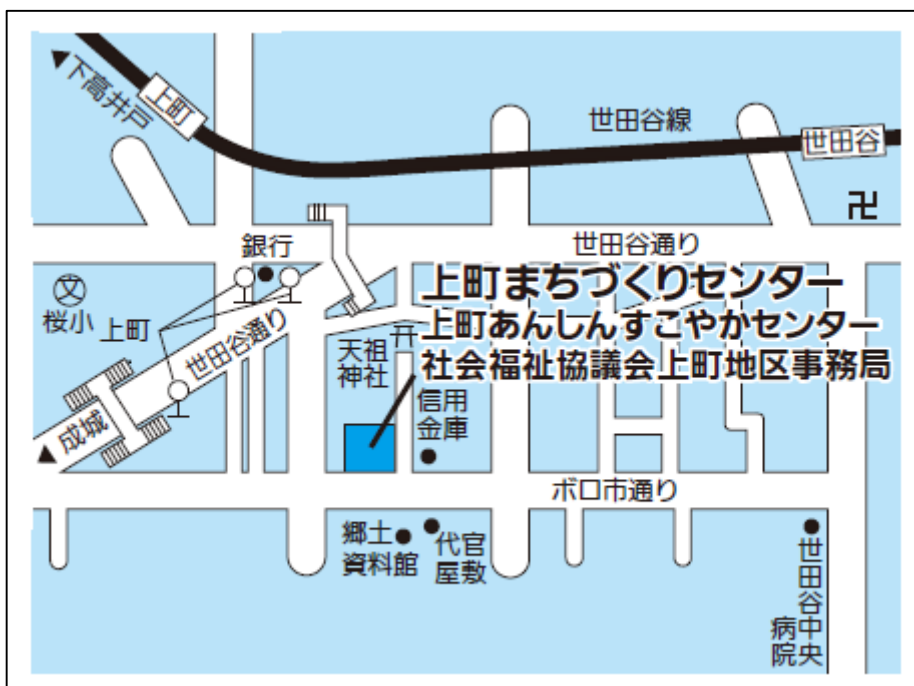 下高井戸
上町
世田谷線
世田谷
卍
銀行
世田谷通り
文
桜小
上町
世田谷通り
上町まちづくりセンター
上町あんしんすこやかセンター
社会福祉協議会上町地区事務局
天祖
神社
信用
金庫
成城
ボロ市通り
郷土
資料館
代官
屋敷
世田谷中央
病院